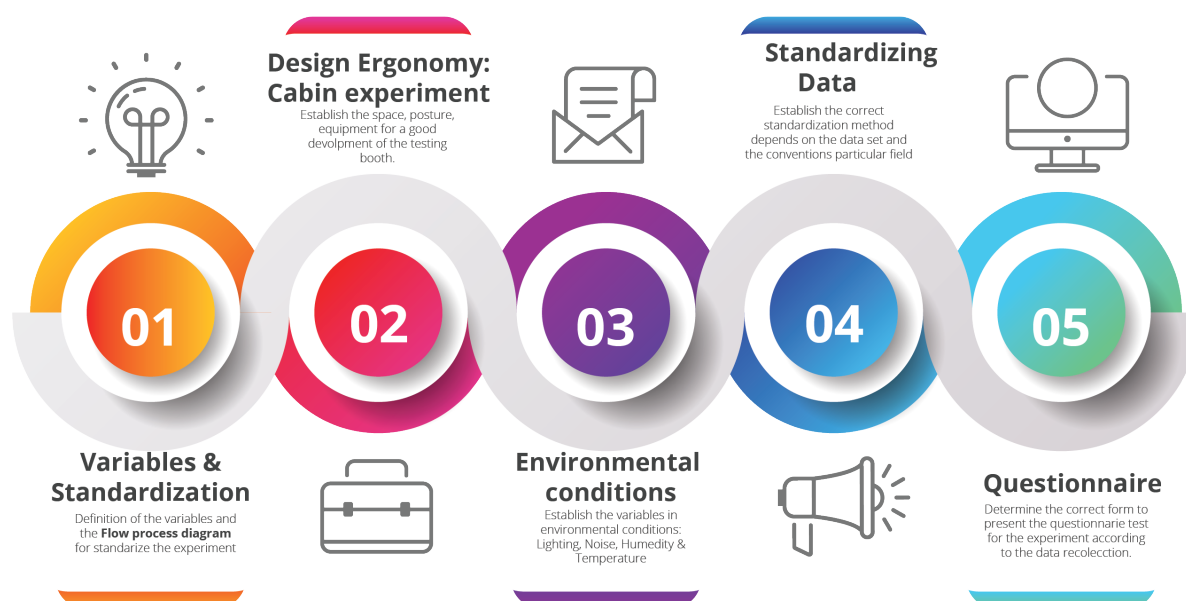 01
Variables &
Standardization
Definition of the variables and
the Flow process diagram
for standarize the experiment
Design Ergonomy:
Cabin experiment
Establish the space, posture,
equipment for a good
devolpment of the testing
booth.
02
03
Environmental
conditions
Establish the variables in
environmental conditions:
Lighting, Noise, Humedity &
Temperature
Standardizing
Data
Establish the correct
standardization method
depends on the data set and
the conventions particular field
04
05
Questionnaire
Determine the correct form to
present the questionnarie test
for the experiment according
to the data recolecction.